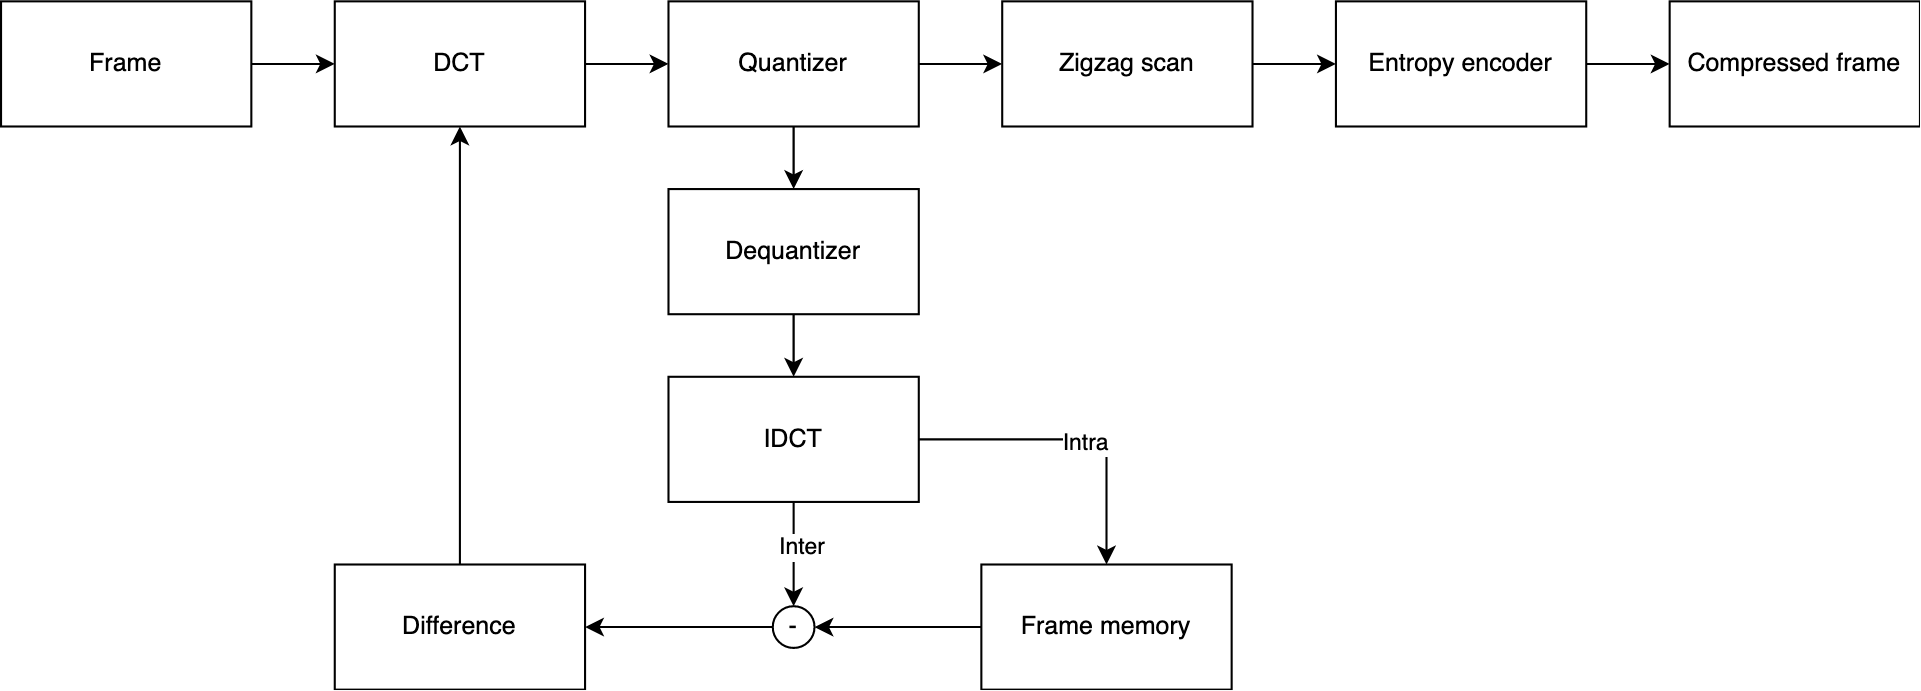 Frame
DCT
Quantizer
Zigzag scan
Entropy encoder
Compressed frame
Dequantizer
IDCT
Intra
Inter
Difference
-
Frame memory